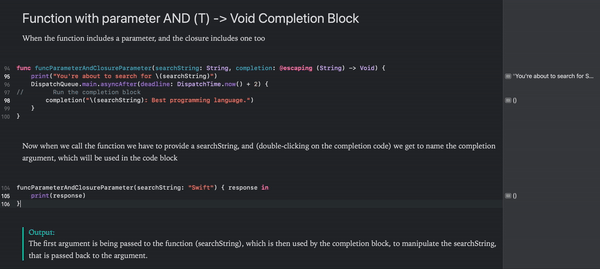 Function with parameter AND (T) -> Void Completion Block
When the function includes a parameter, and the closure includes one too
94 func funcParameterAndClosureParameter(searchString: String, completion: @escaping (String) -> Void) {
95 print("You're about to search for \(searchString)")
"You're about to search for S...
96 DispatchQueue.main.asyncAfter(deadline: DispatchTime.now() + 2) {
97 // Run the completion block
98 completion("\(searchString): Best programming language.")
()
99 }
100 }
Now when we call the function we have to provide a searchString, and (double-clicking on the completion code) we get to name the completion
argument, which will be used in the code block
104 funcParameterAndClosureParameter(searchString: "Swift") { response in
105 print(response)
()
106 }
Output:
The first argument is being passed to the function (searchString), which is then used by the completion block, to manipulate the searchString,
that is passed back to the argument.